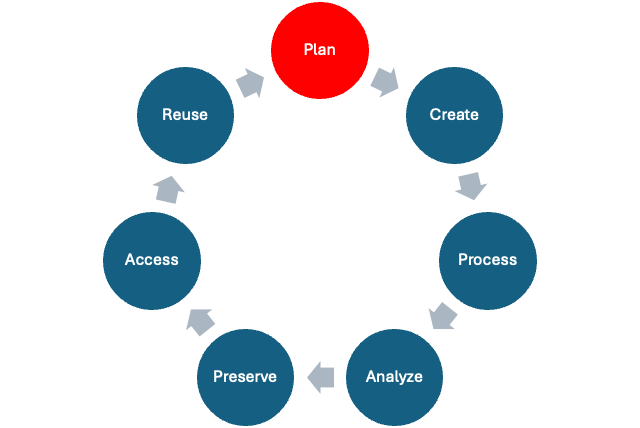 Plan
Create
Process
Analyze
Preserve
Access
Reuse